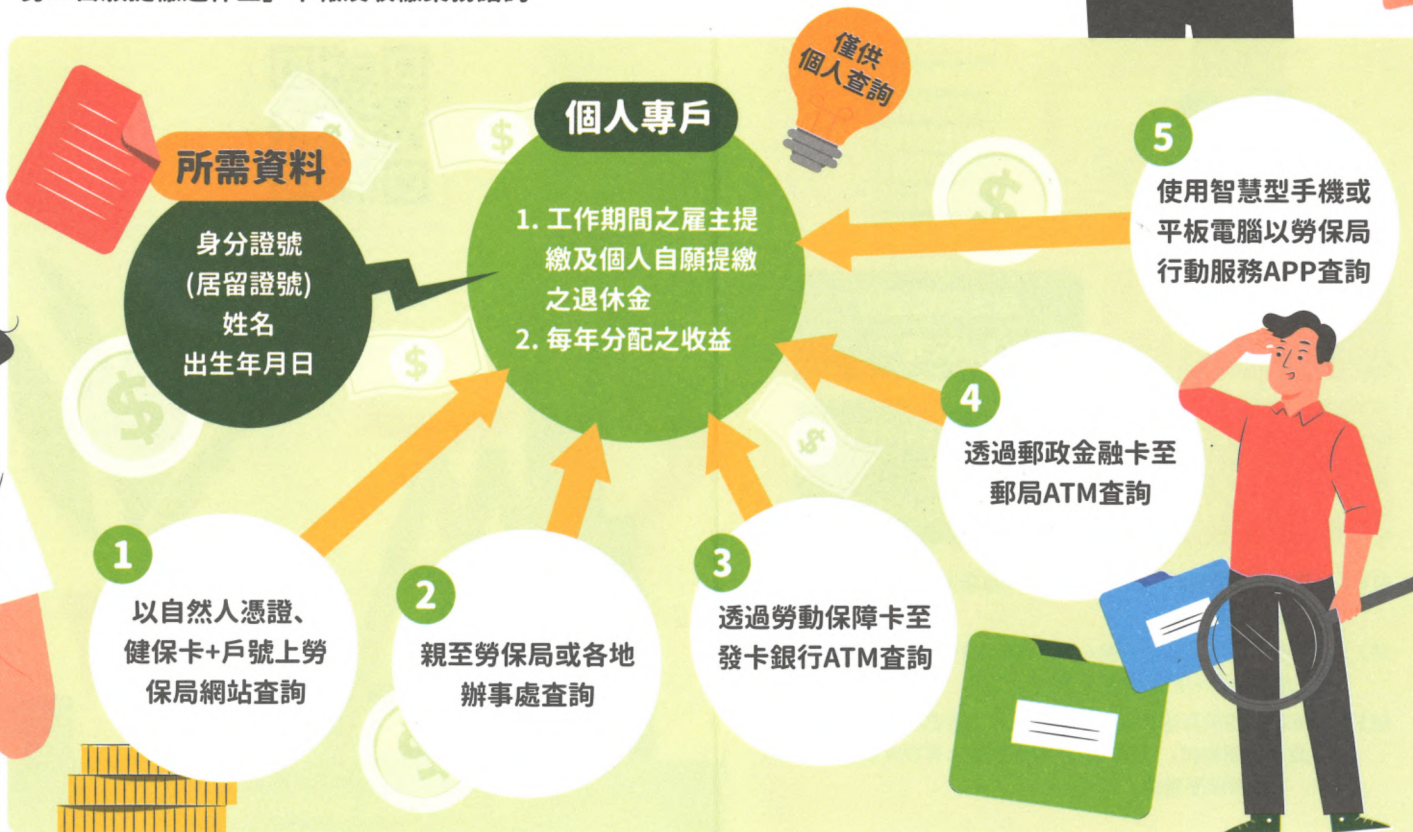 僅供
個人查詢
個人專戶
所需資料
身分證號
(居留證號)
姓名
出生年月日
1. 工作期間之雇主提
繳及個人自願提繳
之退休金
2. 每年分配之收益
5
使用智慧型手機或
平板電腦以勞保局
行動服務APP查詢
4
透過郵政金融卡至
郵局ATM查詢
1
以自然人憑證、
健保卡+戶號上勞
保局網站查詢
2
親至勞保局或各地
辦事處查詢
3
透過勞動保障卡至
發卡銀行ATM查詢